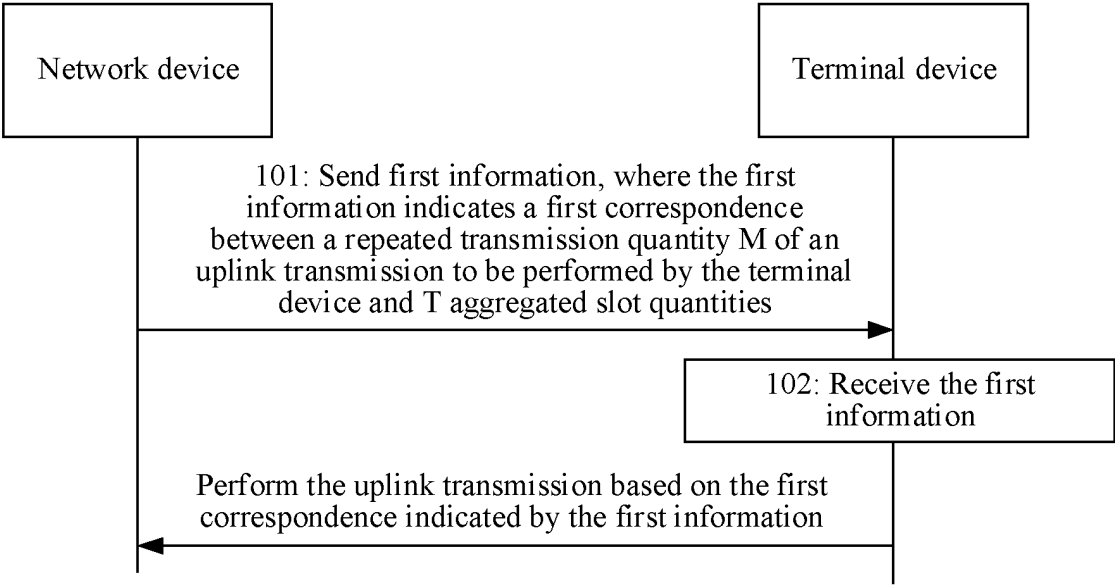 Network device
Terminal device
101: Send first information, where the first
information indicates a first correspondence
between a repeated transmission quantity M of an
uplink transmission to be performed by the terminal
device and T aggregated slot quantities
102: Receive the first
information
Perform the uplink transmission based on the first
correspondence indicated by the first information